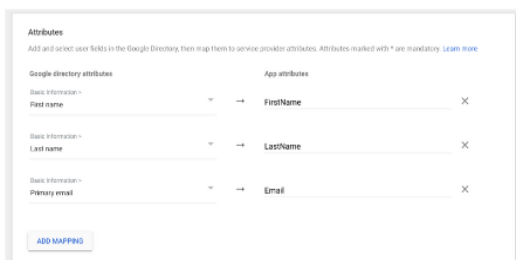 Attributes
Add and select user fields in the Google Directory, then map them to service provider attributes. Attributes marked with * are mandatory. Learn more
Google directory attributes App attributes
Basic Information >
First name → FirstName
Basic Information >
Last name → LastName
Basic Information >
Primary email → Email
ADD MAPPING